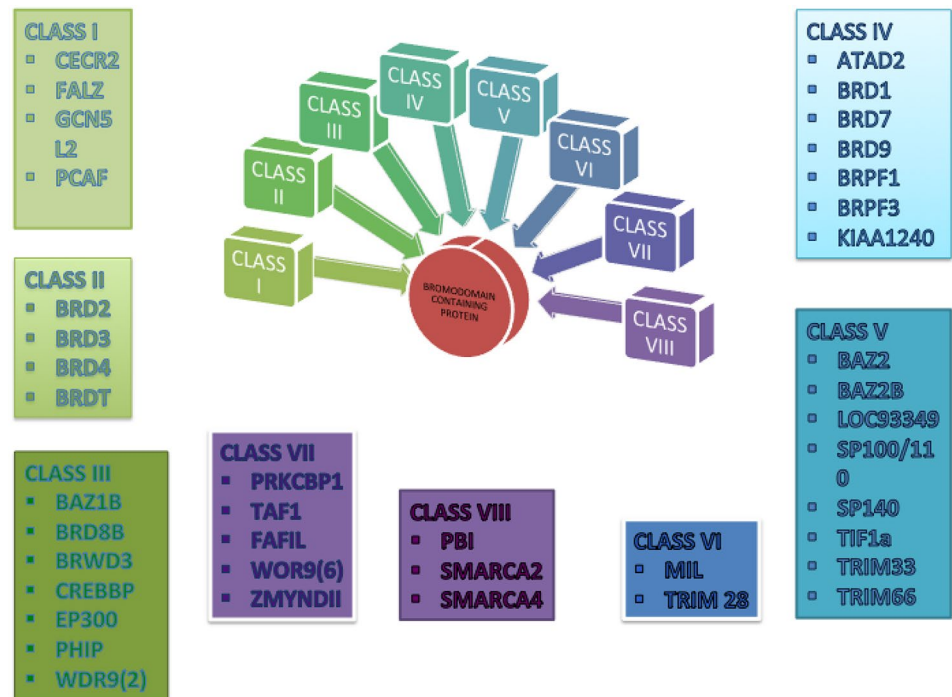 CLASS I
CECR2
FALZ
GCN5
L2
PCAF
CLASS II
BRD2
BRD3
BRD4
BRDT
CLASS III
BAZ1B
BRD8B
BRWD3
CREBBP
EP300
PHIP
WDR9(2)
CLASS
I
CLASS
II
CLASS
III
CLASS
IV
CLASS
V
CLASS
VI
CLASS
VII
CLASS
VIII
BROMODOMAIN
CONTAINING
PROTEIN
CLASS VII
PRKCBP1
TAF1
FAFIL
WOR9(6)
ZMYNDII
CLASS VIII
PBI
SMARCA2
SMARCA4
CLASS VI
MIL
TRIM 28
CLASS IV
ATAD2
BRD1
BRD7
BRD9
BRPF1
BRPF3
KIAA1240
CLASS V
BAZ2
BAZ2B
LOC93349
SP100/11
0
SP140
TIF1a
TRIM33
TRIM66